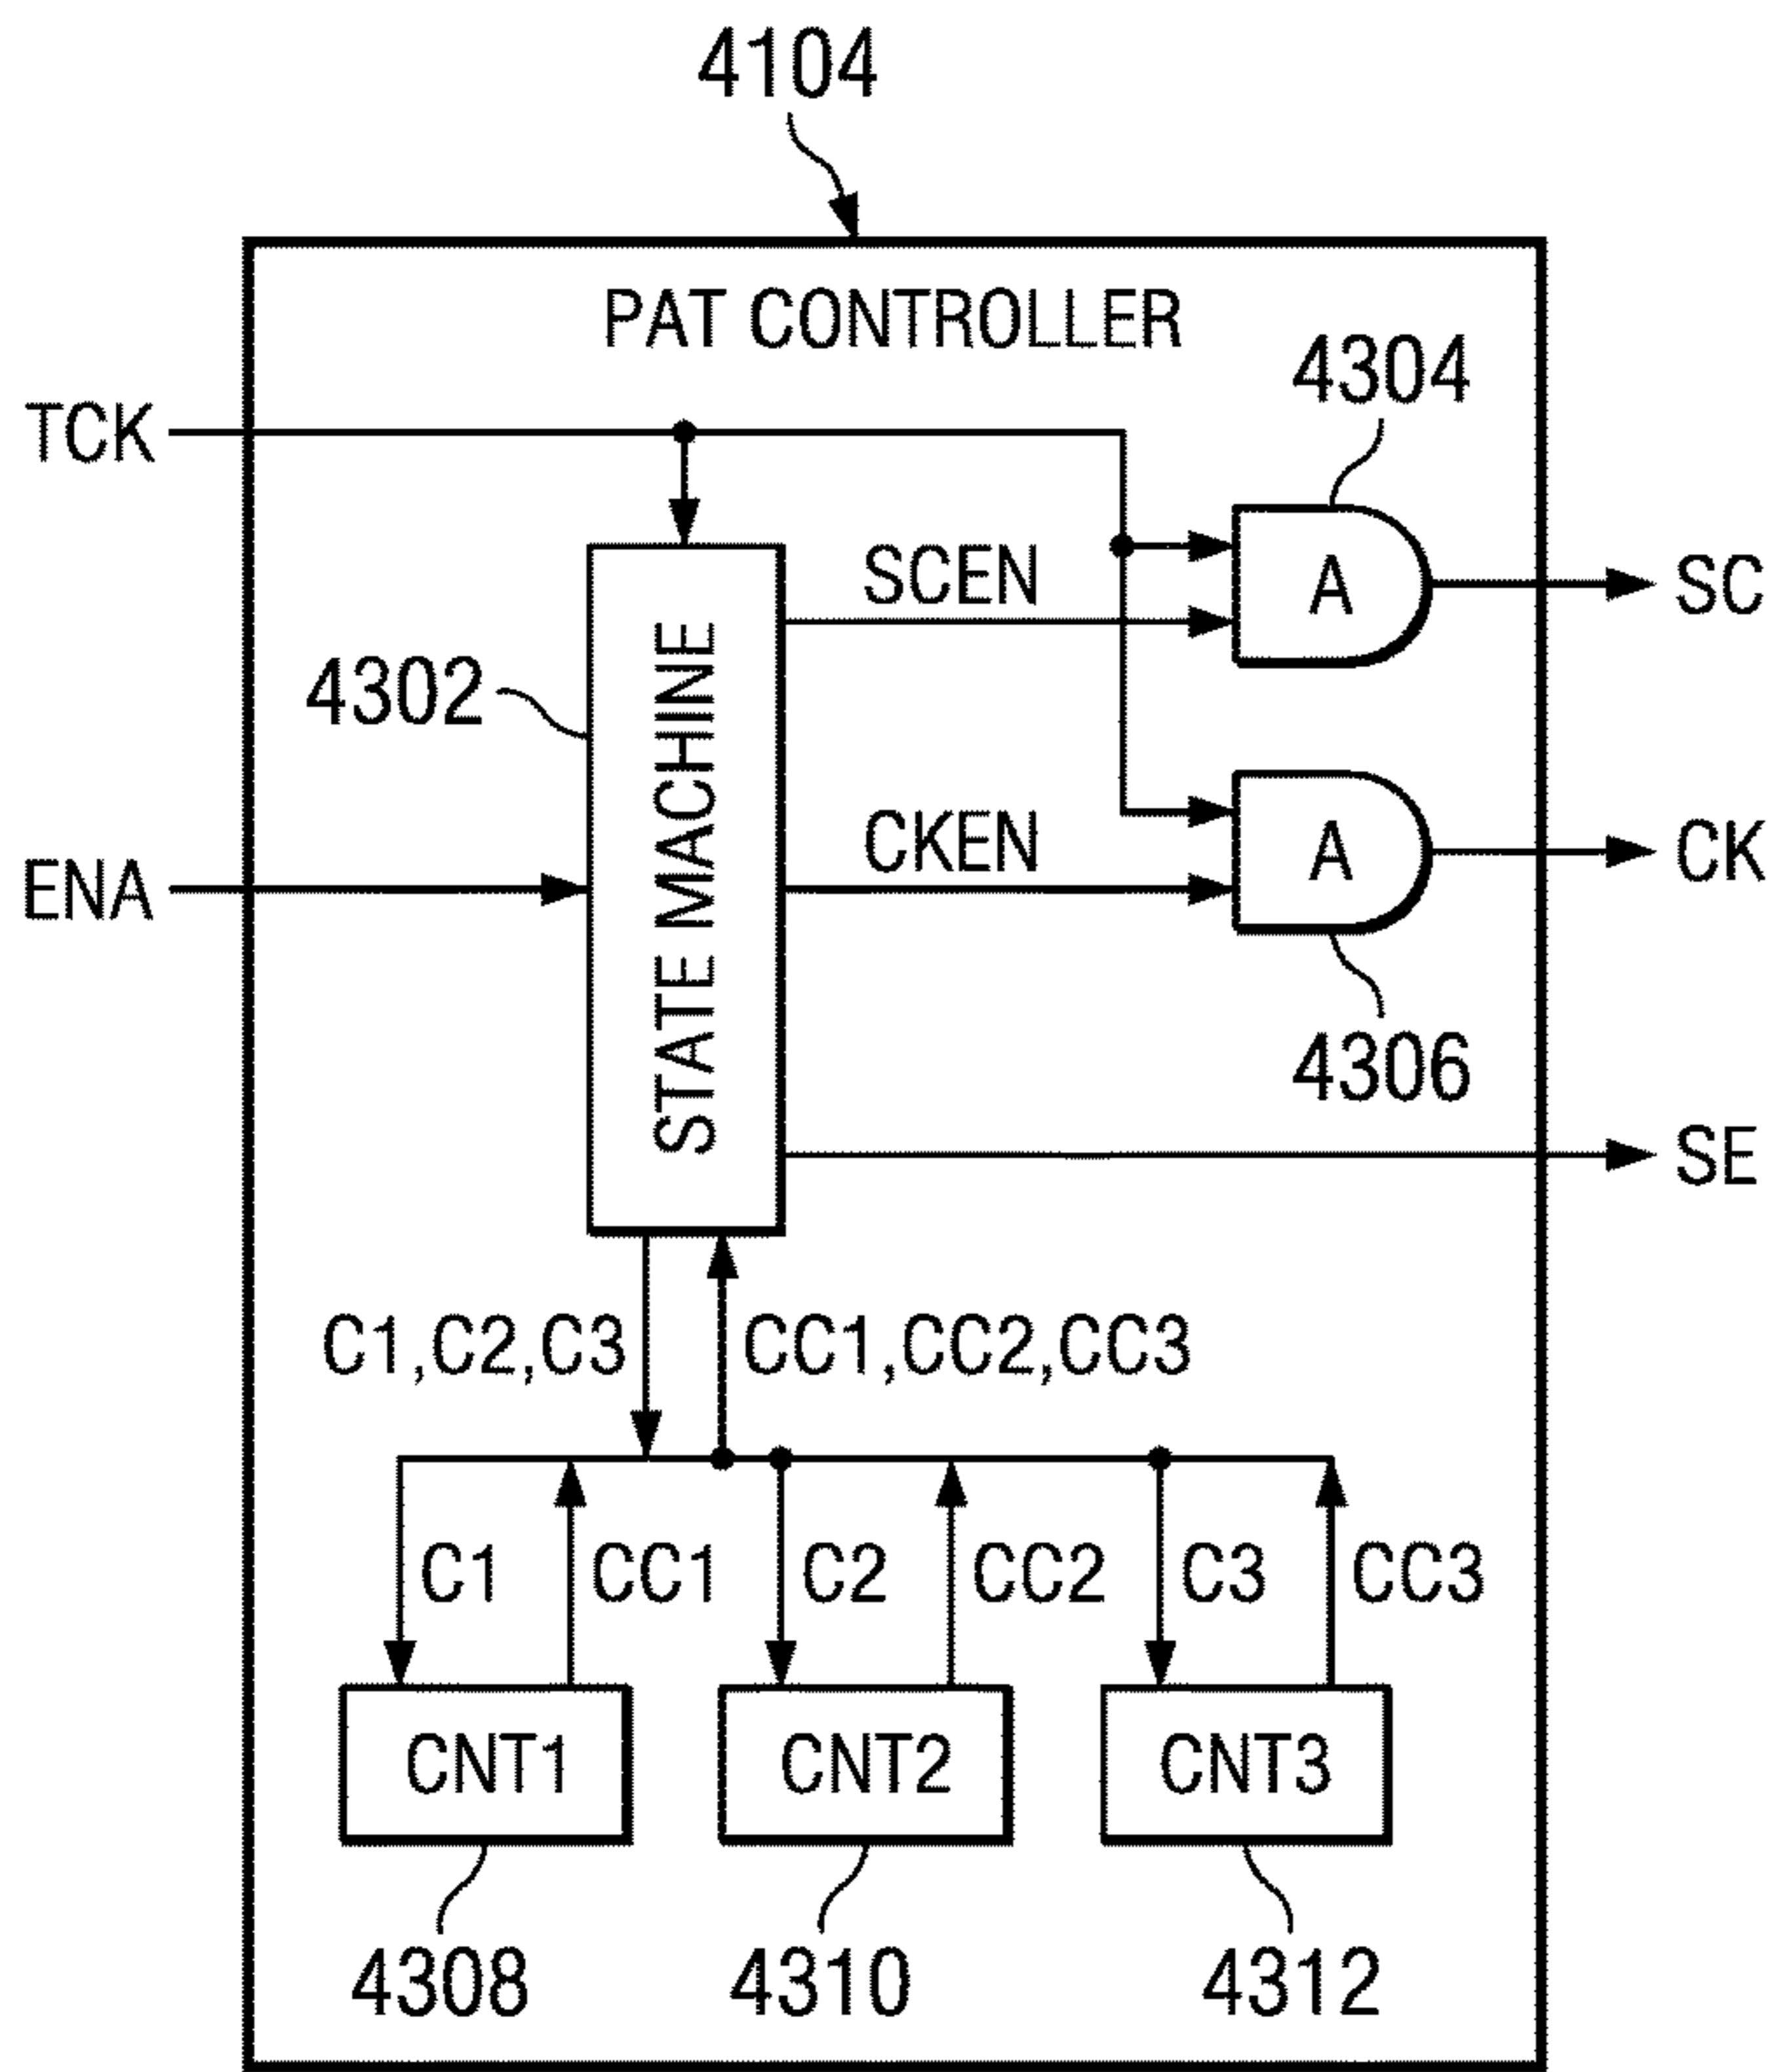 4104
PAT CONTROLLER
4304
TCK
SCEN
A
SC
4302
STATE MACHINE
CKEN
A
CK
ENA
4306
SE
C1,C2,C3
CC1,CC2,CC3
C1
CC1
C2
CC2
C3
CC3
CNT1
CNT2
CNT3
4308
4310
4312